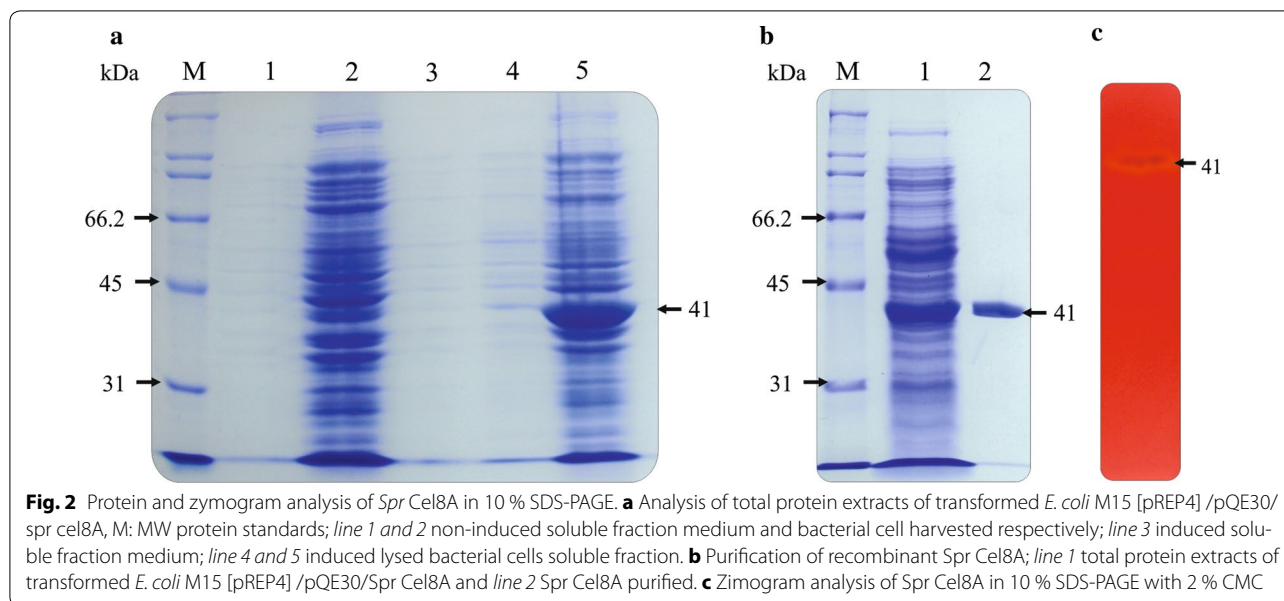 a
kDa M 1 2 3 4 5
66.2
45
41
31
b
kDa M 1 2
66.2
45
41
31
c
41
Fig. 2 Protein and zymogram analysis of Spr Cel8A in 10 % SDS-PAGE. a Analysis of total protein extracts of transformed E. coli M15 [pREP4] /pQE30/
spr cel8A, M: MW protein standards; line 1 and 2 non-induced soluble fraction medium and bacterial cell harvested respectively; line 3 induced solu-
ble fraction medium; line 4 and 5 induced lysed bacterial cells soluble fraction. b Purification of recombinant Spr Cel8A; line 1 total protein extracts of
transformed E. coli M15 [pREP4] /pQE30/Spr Cel8A and line 2 Spr Cel8A purified. c Zimogram analysis of Spr Cel8A in 10 % SDS-PAGE with 2 % CMC